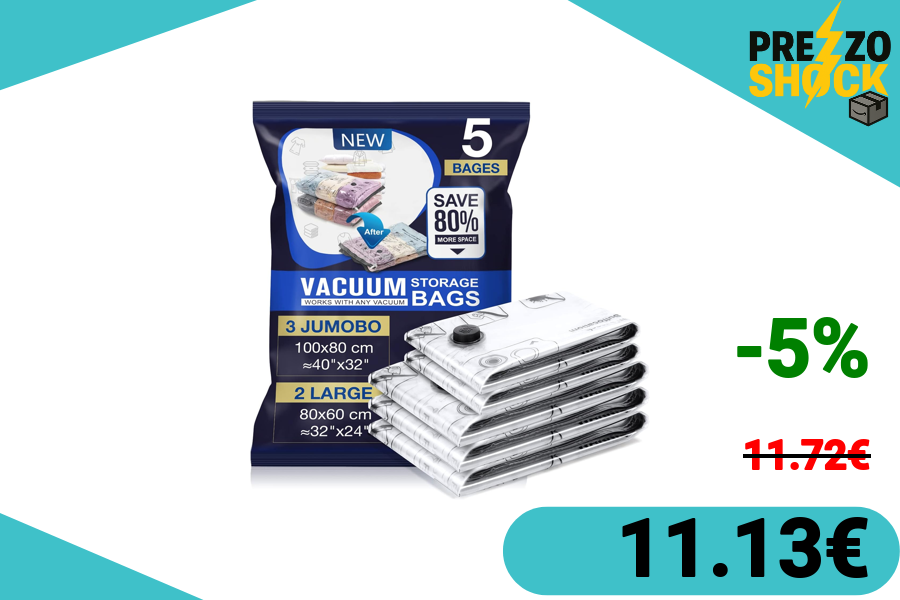 PREZZO
SHOCK
NEW
5
BAGES
SAVE
80%
MORE SPACE
After
VACUUM STORAGE BAGS
WORKS WITH ANY VACUUM
3 JUMOBO
100x80 cm
≈40"x32"
2 LARGE
80x60 cm
≈32"x24"
-5%
11.72€
11.13€